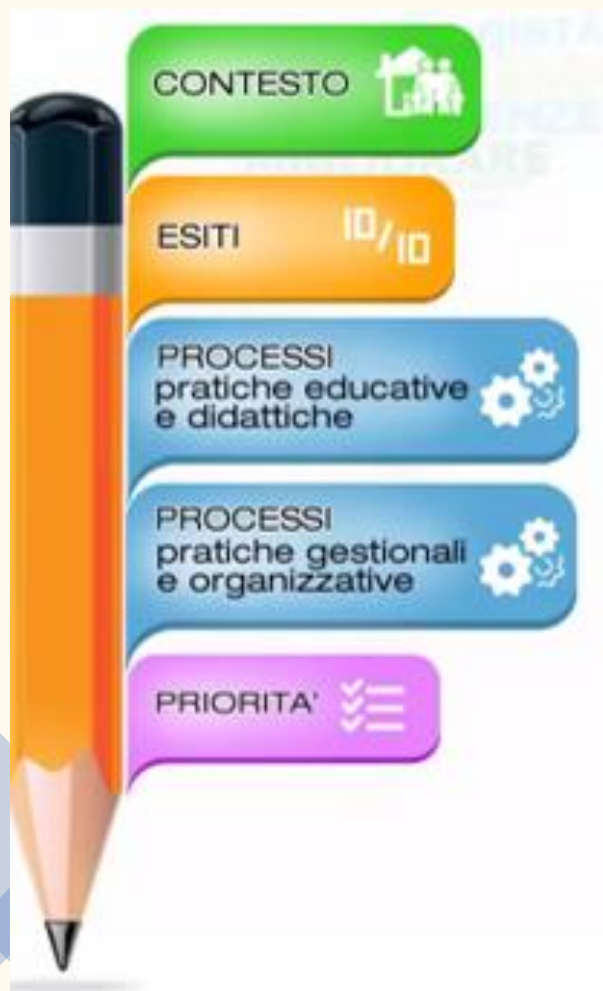 CONTESTO
ESITI 10/10
PROCESSI
pratiche educative
e didattiche
PROCESSI
pratiche gestionali
e organizzative
PRIORITA'